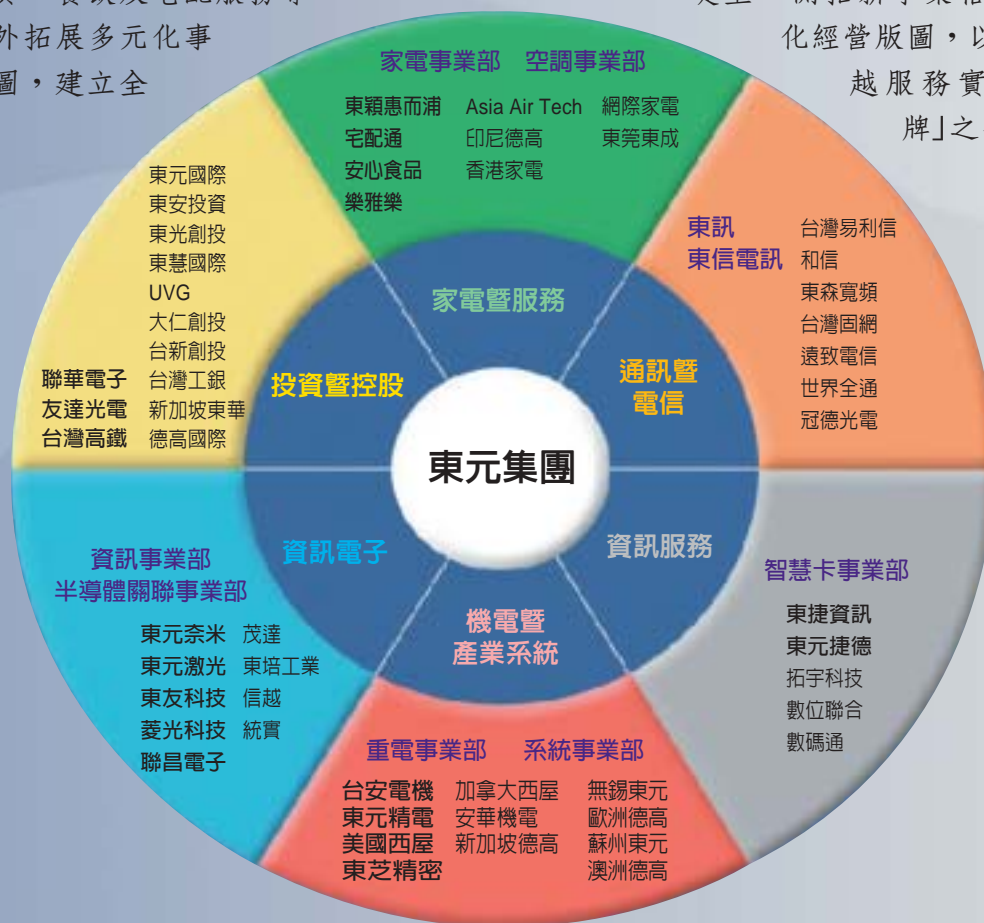 外拓展多元化事
圖，建立全
化經營版圖，以
越服務實
牌」之
家電事業部 空調事業部
東穎惠而浦 Asia Air Tech 網際家電
宅配通 印尼德高 東莞東成
安心食品 香港家電
樂雅樂
東元國際
東安投資
東光創投
東慧國際
UVG
大仁創投
台新創投
聯華電子 台灣工銀
友達光電 新加坡東華
台灣高鐵 德高國際
東訊 台灣易利信
東信電訊 和信
東森寬頻
台灣固網
遠致電信
世界全通
冠德光電
家電暨服務
投資暨控股
通訊暨
電信
東元集團
資訊電子
資訊服務
機電暨
產業系統
資訊事業部
半導體關聯事業部
東元奈米 茂達
東元激光 東培工業
東友科技 信越
菱光科技 統實
聯昌電子
智慧卡事業部
東捷資訊
東元捷德
拓宇科技
數位聯合
數碼通
重電事業部 系統事業部
台安電機 加拿大西屋 無錫東元
東元精電 安華機電 歐洲德高
美國西屋 新加坡德高 蘇州東元
東芝精密 澳洲德高